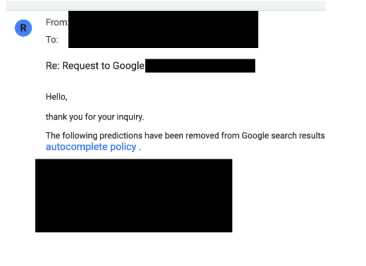 R
From:
To:
Re: Request to Google
Hello,
thank you for your inquiry.
The following predictions have been removed from Google search results
autocomplete policy .